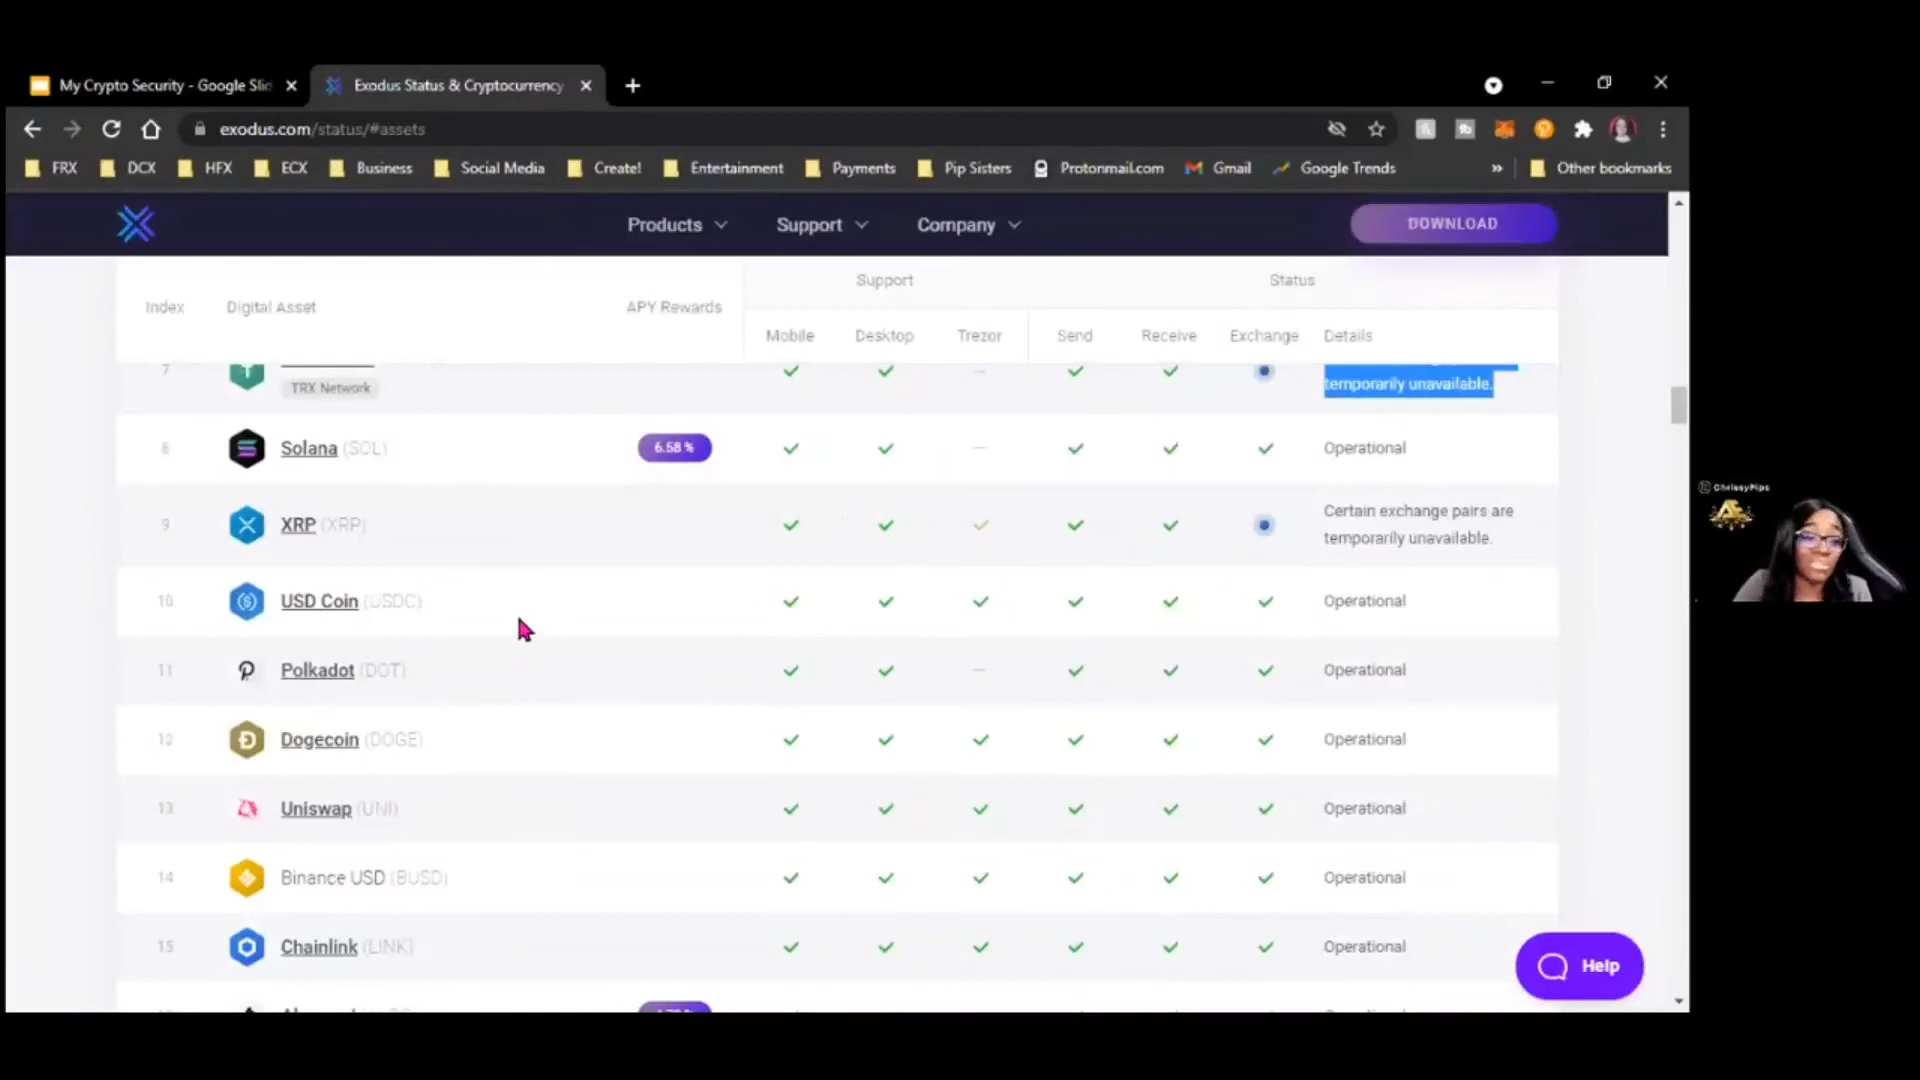 My Crypto Security - Google Slid
Exodus Status & Cryptocurrency
exodus.com/status/#assets
FRX DCX HFX ECX Business Social Media Create! Entertainment Payments Pip Sisters Protonmail.com Gmail Google Trends » Other bookmarks
Products Support Company DOWNLOAD
Support Status
Index Digital Asset APY Rewards
Mobile Desktop Trezor Send Receive Exchange Details
7 TRX Network temporarily unavailable.
8 Solana (SOL) 6.58% Operational
9 XRP (XRP) Certain exchange pairs are
temporarily unavailable.
10 USD Coin (USDC) Operational
11 Polkadot (DOT) Operational
12 Dogecoin (DOGE) Operational
13 Uniswap (UNI) Operational
14 Binance USD (BUSD) Operational
15 Chainlink (LINK) Operational
Help
ChrissyPips